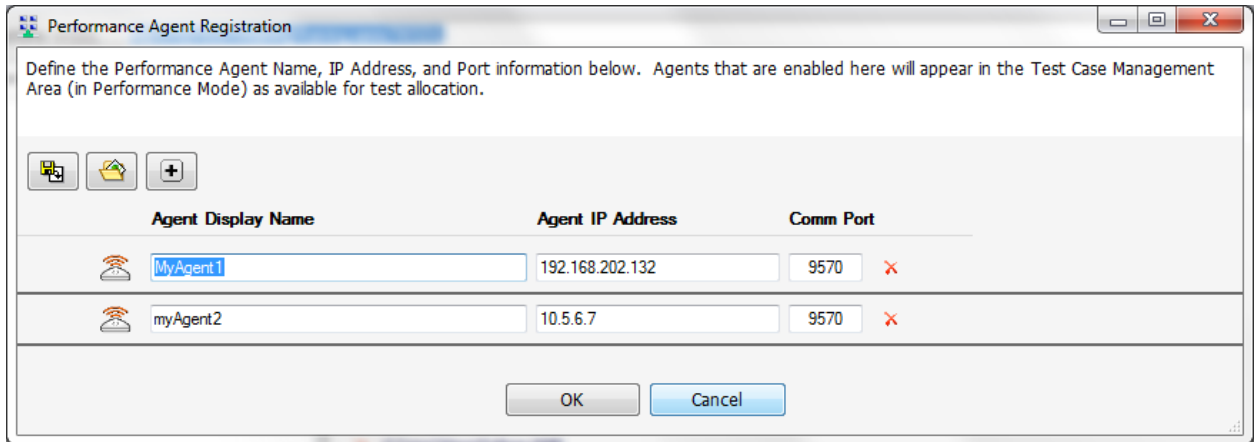 Performance Agent Registration
Define the Performance Agent Name, IP Address, and Port information below.  Agents that are enabled here will appear in the Test Case Management
Area (in Performance Mode) as available for test allocation.
Agent Display Name Agent IP Address Comm Port
MyAgent1 192.168.202.132 9570
myAgent2 10.5.6.7 9570
OK Cancel